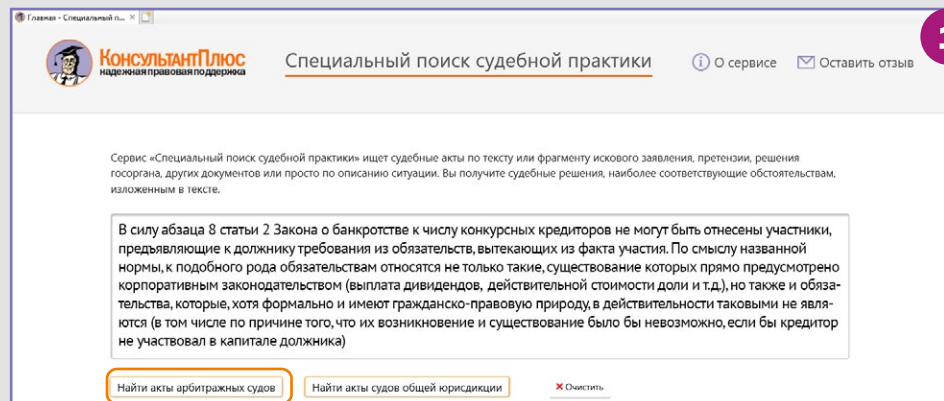 Главная - Специальный п...
КОНСУЛЬТАНТПЛЮС
надежная правовая поддержка
Специальный поиск судебной практики
О сервисе
Оставить отзыв
Сервис «Специальный поиск судебной практики» ищет судебные акты по тексту или фрагменту искового заявления, претензии, решения
госоргана, других документов или просто по описанию ситуации. Вы получите судебные решения, наиболее соответствующие обстоятельствам,
изложенным в тексте.
В силу абзаца 8 статьи 2 Закона о банкротстве к числу конкурсных кредиторов не могут быть отнесены участники,
предъявляющие к должнику требования из обязательств, вытекающих из факта участия. По смыслу названной
нормы, к подобного рода обязательствам относятся не только такие, существование которых прямо предусмотрено
корпоративным законодательством (выплата дивидендов, действительной стоимости доли и т.д.), но также и обяза-
тельства, которые, хотя формально и имеют гражданско-правовую природу, в действительности таковыми не явля-
ются (в том числе по причине того, что их возникновение и существование было бы невозможно, если бы кредитор
не участвовал в капитале должника)
Найти акты арбитражных судов
Найти акты судов общей юрисдикции
Очистить